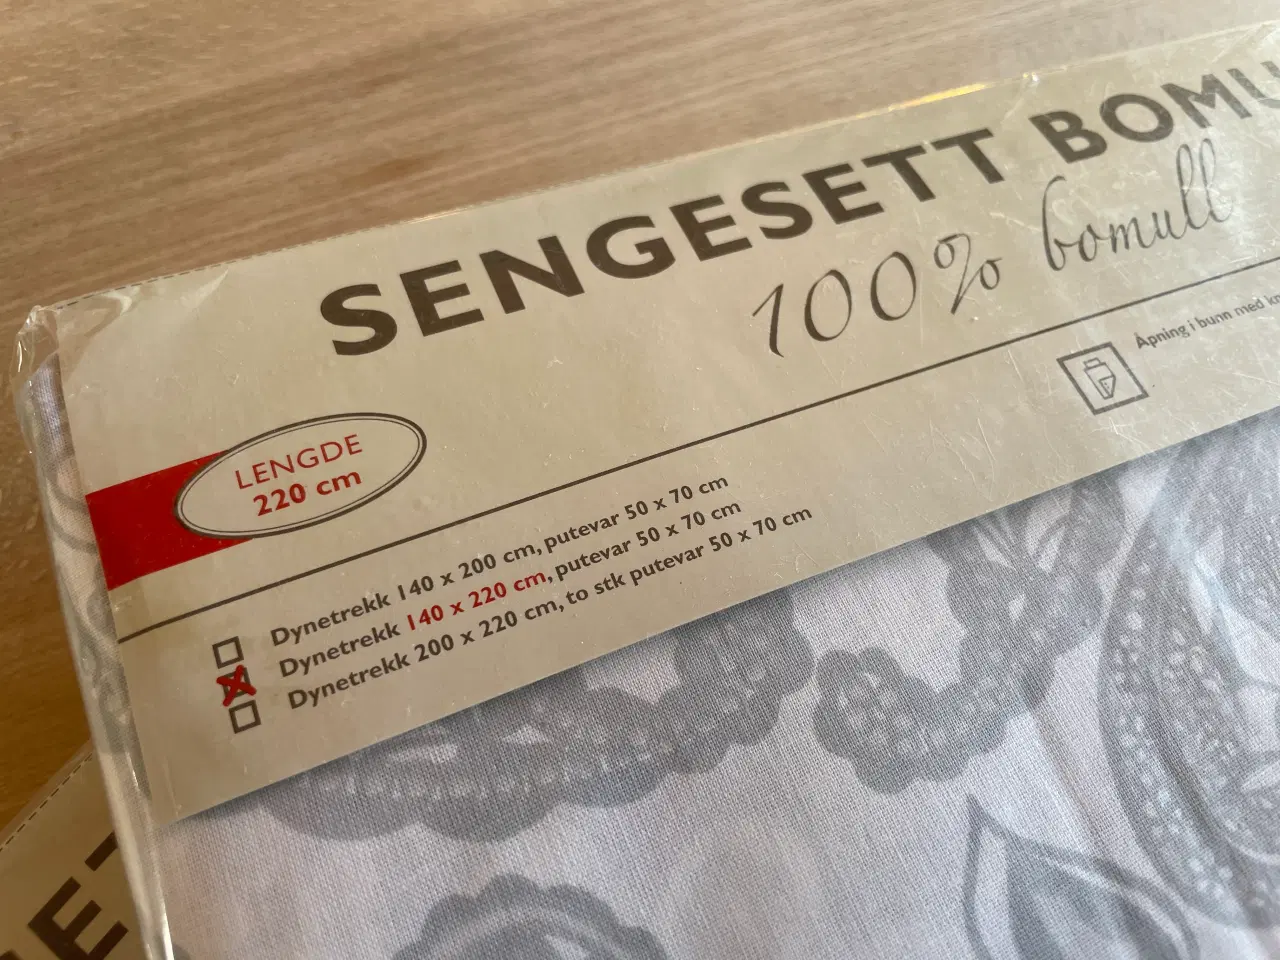 SENGESETT BOMU
100% bomull
Åpning i bunn med
LENGDE
220 cm
Dynetrekk 140 x 200 cm, putevar 50 x 70 cm
Dynetrekk 140 x 220 cm, putevar 50 x 70 cm
Dynetrekk 200 x 220 cm, to stk putevar 50 x 70 cm